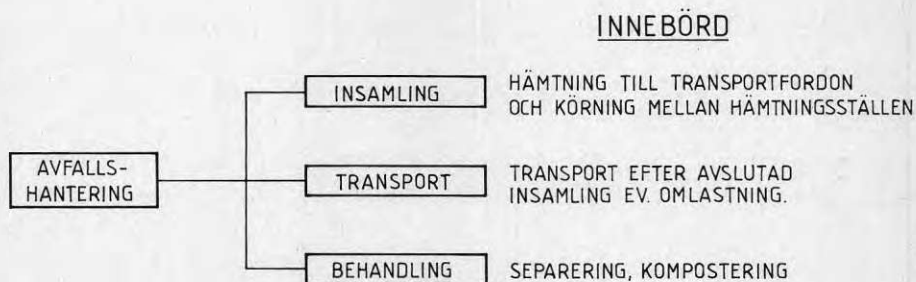 INNEBÖRD
INSAMLING
HÄMTNING TILL TRANSPORTFORDON
OCH KÖRNING MELLAN HÄMTNINGSSTÄLLEN
AVFALLS-
HANTERING
TRANSPORT
TRANSPORT EFTER AVSLUTAD
INSAMLING EV. OMLASTNING.
BEHANDLING
SEPARERING, KOMPOSTERING